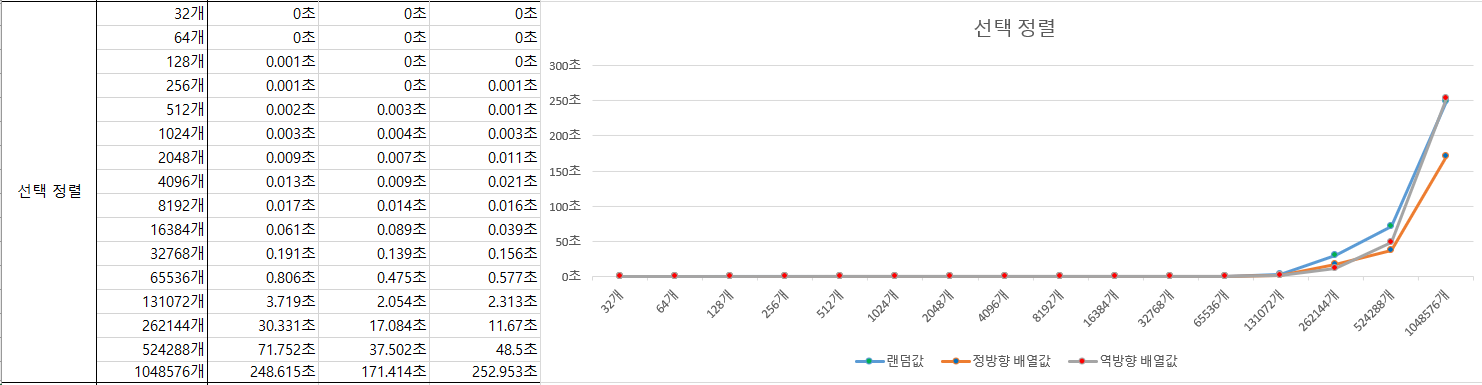 선택 정렬
32개 0초 0초 0초
64개 0초 0초 0초
128개 0.001초 0초 0초
256개 0.001초 0초 0.001초
512개 0.002초 0.003초 0.001초
1024개 0.003초 0.004초 0.003초
2048개 0.009초 0.007초 0.011초
4096개 0.013초 0.009초 0.021초
8192개 0.017초 0.014초 0.016초
16384개 0.061초 0.089초 0.039초
32768개 0.191초 0.139초 0.156초
65536개 0.806초 0.475초 0.577초
131072개 3.719초 2.054초 2.313초
262144개 30.331초 17.084초 11.67초
524288개 71.752초 37.502초 48.5초
1048576개 248.615초 171.414초 252.953초
선택 정렬
300초
250초
200초
150초
100초
50초
0초
32개 64개 128개 256개 512개 1024개 2048개 4096개 8192개 16384개 32768개 65536개 131072개 262144개 524288개 1048576개
랜덤값 정방향 배열값 역방향 배열값